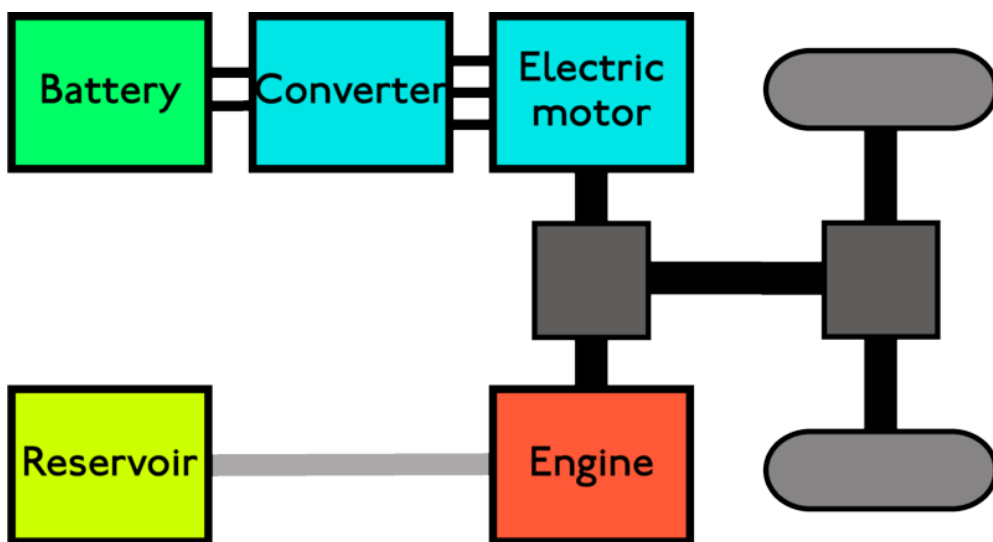 Battery
Converter
Electric
motor
Reservoir
Engine